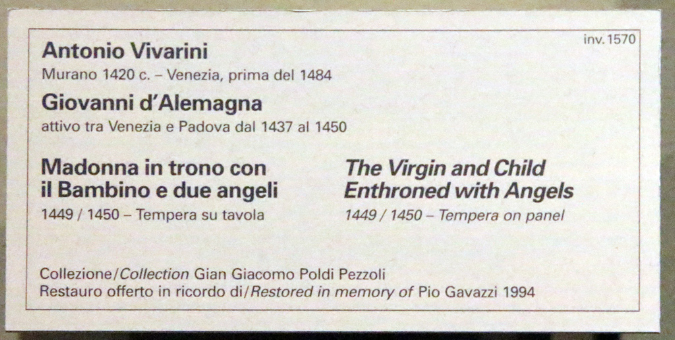 inv.1570
Antonio Vivarini
Murano 1420 c. – Venezia, prima del 1484
Giovanni d'Alemagna
attivo tra Venezia e Padova dal 1437 al 1450
Madonna in trono con
il Bambino e due angeli
1449 / 1450 – Tempera su tavola
The Virgin and Child
Enthroned with Angels
1449 / 1450 – Tempera on panel
Collezione/Collection Gian Giacomo Poldi Pezzoli
Restauro offerto in ricordo di/Restored in memory of Pio Gavazzi 1994